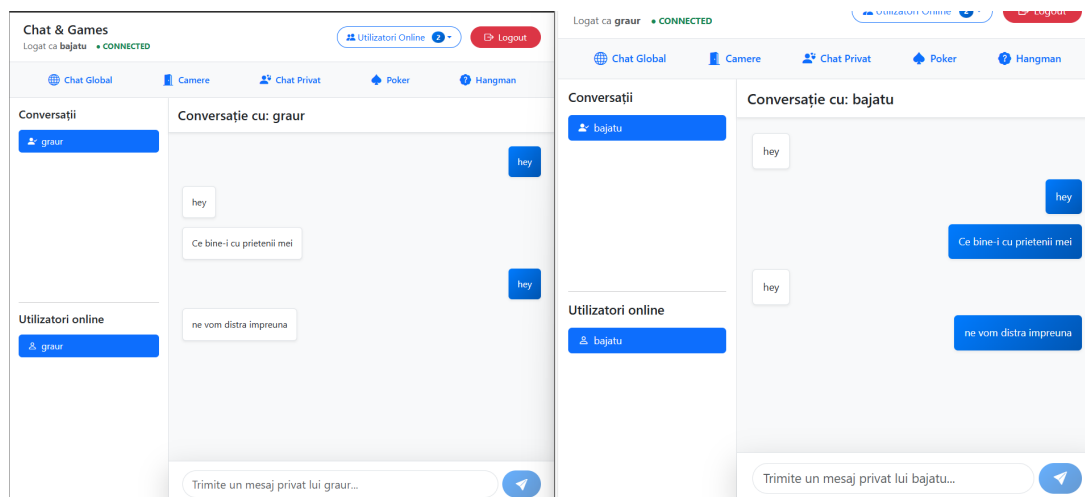 Chat & Games
Logat ca bajatu • CONNECTED
Utilizatori Online 2
Logout
Chat Global
Camere
Chat Privat
Poker
Hangman
Conversații
graur
Utilizatori online
graur
Conversație cu: graur
hey
hey
Ce bine-i cu prietenii mei
hey
ne vom distra impreuna
Trimite un mesaj privat lui graur...
Logat ca graur • CONNECTED
Utilizatori Online 2
Logout
Chat Global
Camere
Chat Privat
Poker
Hangman
Conversații
bajatu
Utilizatori online
bajatu
Conversație cu: bajatu
hey
hey
Ce bine-i cu prietenii mei
hey
ne vom distra impreuna
Trimite un mesaj privat lui bajatu...